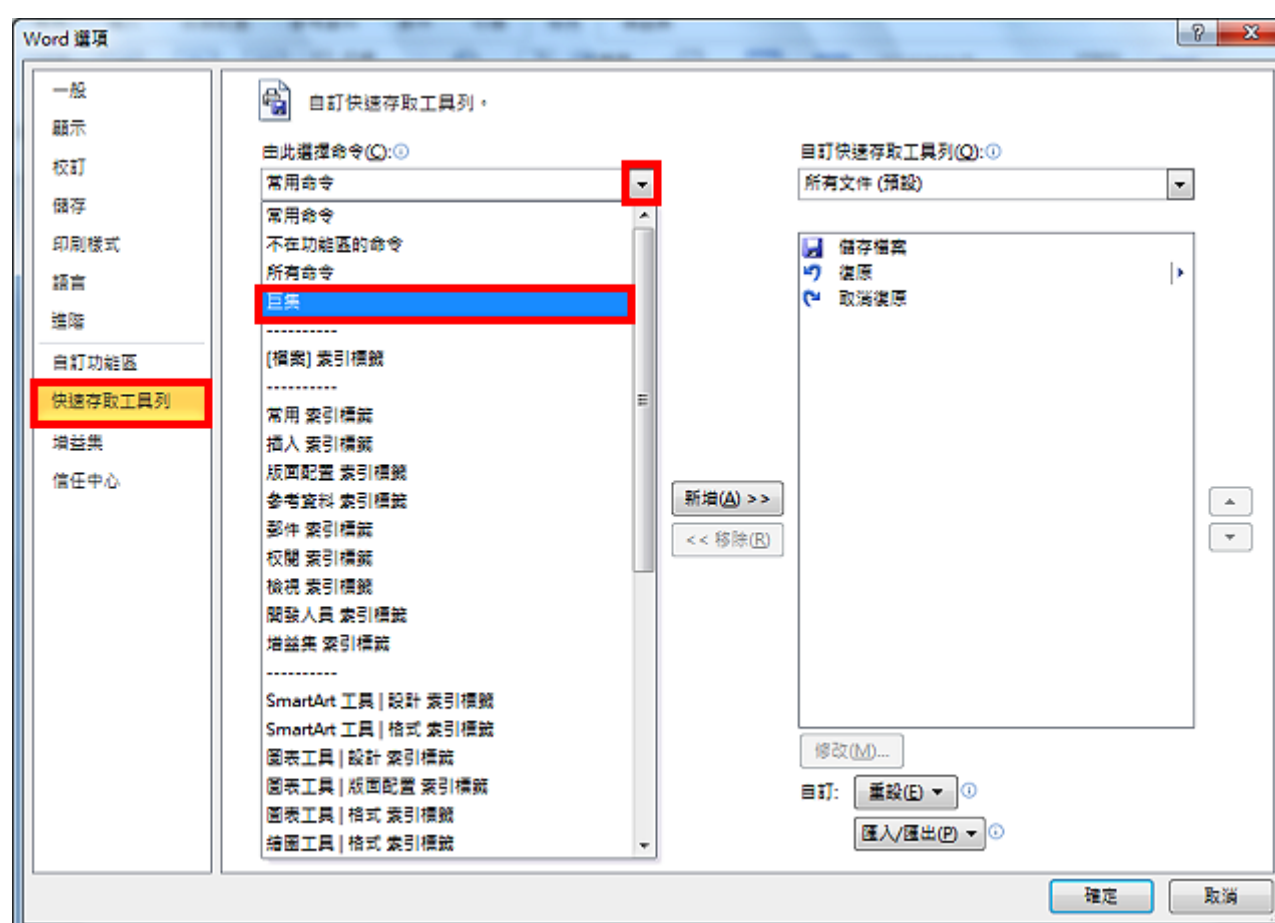 Word 選項
一般
顯示
校訂
儲存
印刷樣式
語言
進階
自訂功能區
快速存取工具列
增益集
信任中心
自訂快速存取工具列。
由此選擇命令(C):
常用命令
常用命令
不在功能區的命令
所有命令
巨集
----------
[檔案] 索引標籤
----------
常用 索引標籤
插入 索引標籤
版面配置 索引標籤
參考資料 索引標籤
郵件 索引標籤
校閱 索引標籤
檢視 索引標籤
開發人員 索引標籤
增益集 索引標籤
----------
SmartArt 工具 | 設計 索引標籤
SmartArt 工具 | 格式 索引標籤
圖表工具 | 設計 索引標籤
圖表工具 | 版面配置 索引標籤
圖表工具 | 格式 索引標籤
繪圖工具 | 格式 索引標籤
新增(A) >>
<< 移除(R)
自訂快速存取工具列(Q):
所有文件 (預設)
儲存檔案
復原
取消復原
修改(M)...
自訂:
重設(E)
匯入/匯出(P)
確定
取消